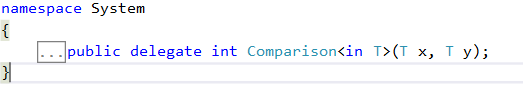 namespace System
{
...public delegate int Comparison<in T>(T x, T y);
}